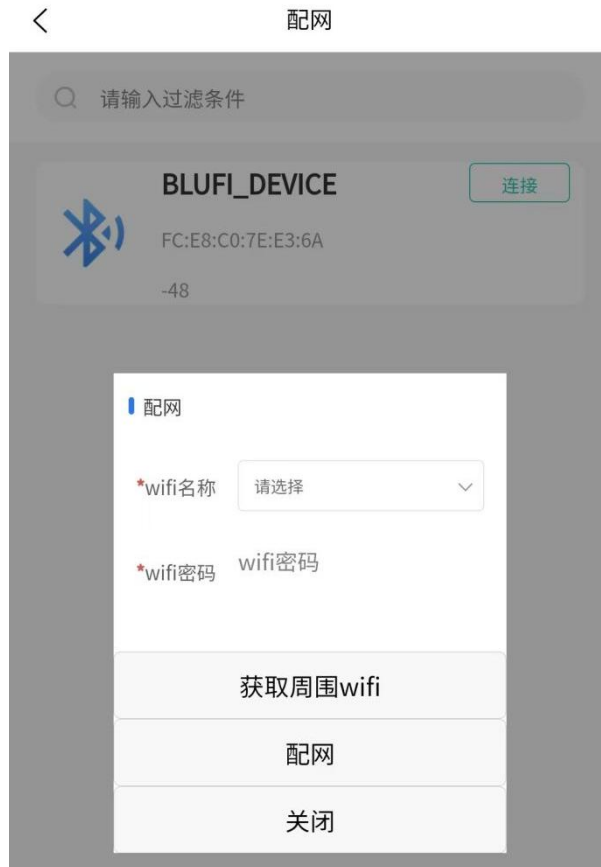 配网
请输入过滤条件
BLUFI_DEVICE
连接
FC:E8:C0:7E:E3:6A
-48
配网
*wifi名称 请选择
*wifi密码 wifi密码
获取周围wifi
配网
关闭